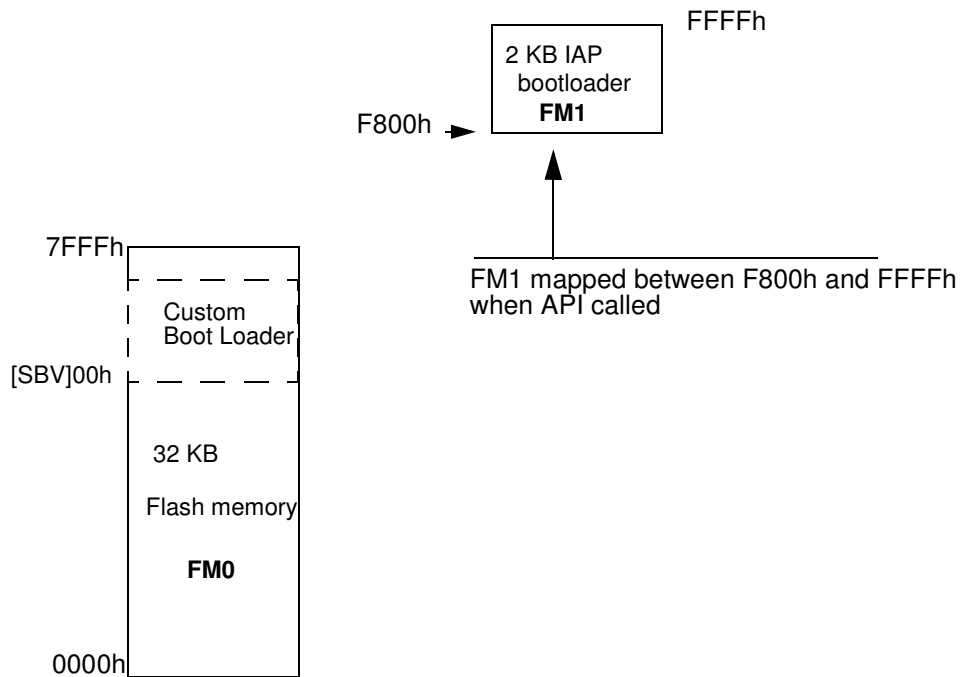 FFFFh
2 KB IAP
bootloader
FM1
F800h
7FFFh
FM1 mapped between F800h and FFFFh
when API called
Custom
Boot Loader
[SBV]00h
32 KB
Flash memory
FM0
0000h